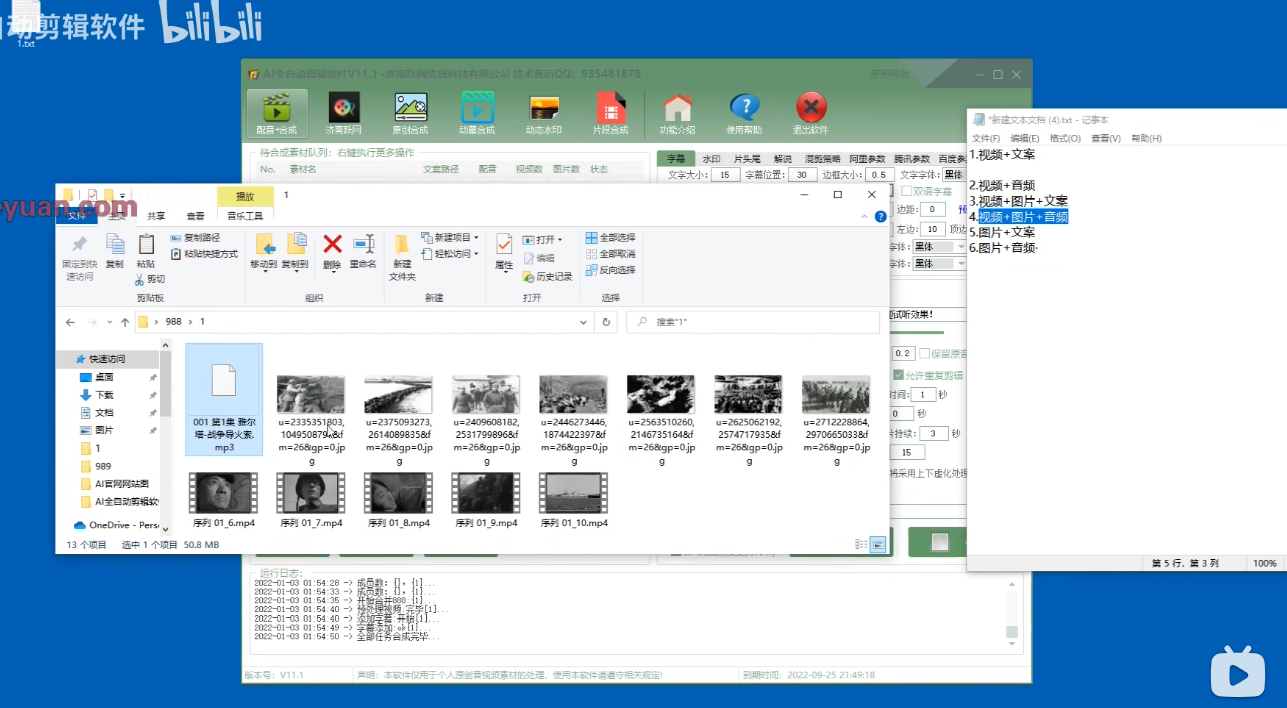 自动剪辑软件 bilibili
1.txt
AI全自动剪辑软件V11.1 -济南跃网信息科技有限公司 技术售后QQ: 935481878
使用帮助
配音+合成 济南跃网 原创合成 动幕合成 动态水印 片段合成 功能介绍 使用帮助 退出软件
待合成素材队列: 右键执行更多操作
No. 素材名 文案路径 配音 视频数 图片数 状态
字幕 水印 片头尾 解说 混剪策略 阿里参数 腾讯参数 百度参
文字大小: 15 字幕位置: 30 边框大小: 0.5 文字字体: 黑体
双语字幕
边距: 0 预
左边: 10 顶边
字体: 黑体
字体: 黑体
试听效果!
0.2 保留原音
允许重复剪辑
时间: 1 秒
0 秒
片持续: 3 秒
15
将采用上下虚化处理
*新建文本文档 (4).txt - 记事本
文件(F) 编辑(E) 格式(O) 查看(V) 帮助(H)
1.视频+文案
2.视频+音频
3.视频+图片+文案
4.视频+图片+音频
5.图片+文案
6.图片+音频·
第 5 行，第 3 列 100%
syuan.com
播放 1
文件 主页 共享 查看 音乐工具
固定到快速访问 复制 粘贴 复制路径 粘贴快捷方式 剪切
移动到 复制到 删除 重命名
新建文件夹 新建项目 轻松访问
属性 打开 编辑 历史记录
全部选择 全部取消 反向选择
剪贴板 组织 新建 打开 选择
988 › 1
搜索"1"
快速访问
桌面
下载
文档
图片
1
989
AI官网网站图
AI全自动剪辑软
OneDrive - Pers
001 第1集 雅尔塔-战争导火索.mp3
u=2335351803,1049508794&fm=26&gp=0.jpg
u=2375093273,2614089835&fm=26&gp=0.jpg
u=2409608182,2531799896&fm=26&gp=0.jpg
u=2446273446,1874422397&fm=26&gp=0.jpg
u=2563510260,2146735164&fm=26&gp=0.jpg
u=2625062192,2574717935&fm=26&gp=0.jpg
u=2712228864,2970665033&fm=26&gp=0.jpg
序列 01_6.mp4
序列 01_7.mp4
序列 01_8.mp4
序列 01_9.mp4
序列 01_10.mp4
13 个项目 选中 1 个项目 50.8 MB
运行日志:
2022-01-03 01:54:28 -> 成员数: {}，{1}...
2022-01-03 01:54:33 -> 成员数: {}，{1}...
2022-01-03 01:54:35 -> 开始合并888:{1}...
2022-01-03 01:54:40 -> 预处理视频:完毕[1]...
2022-01-03 01:54:40 -> 添加字幕:开始[1]...
2022-01-03 01:54:49 -> 字幕添加:ok[1]...
2022-01-03 01:54:50 -> 全部任务合成完毕...
版本号: V11.1 声明: 本软件仅用于个人原创音视频素材的处理，使用本软件请遵守相关规定! 到期时间: 2022-09-25 21:49:18